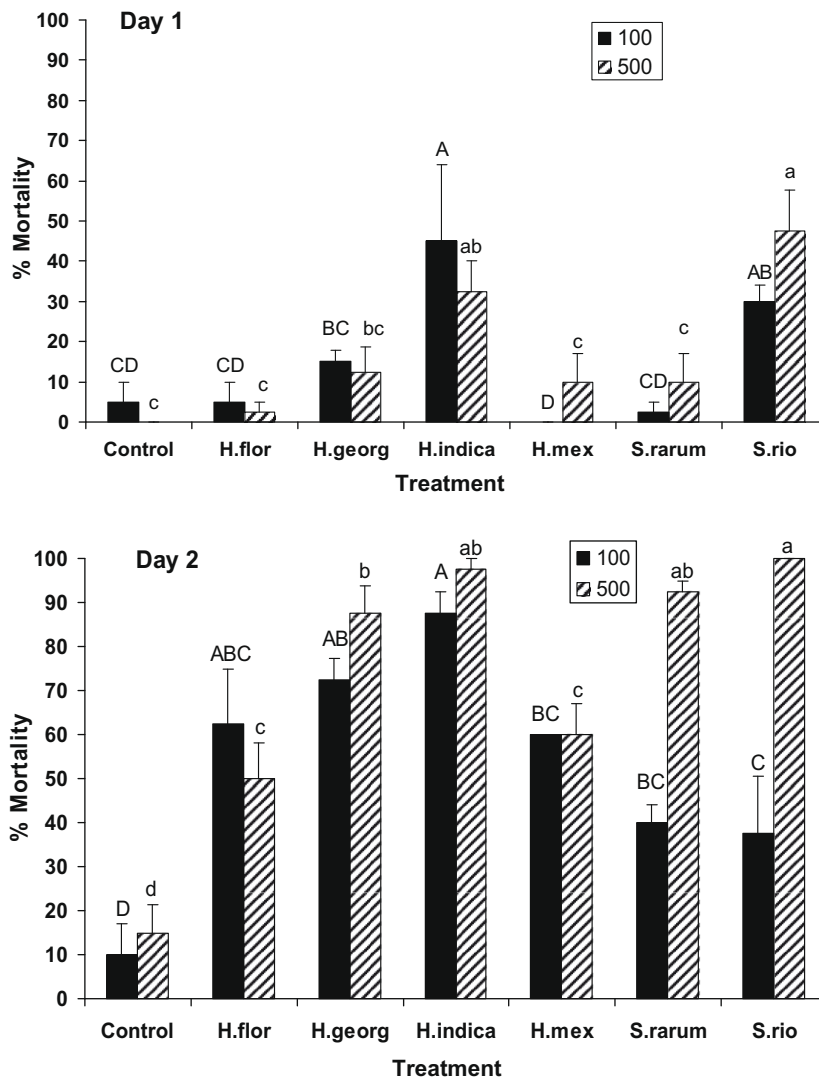 Day 1
100
500
% Mortality
100
90
80
70
60
50
40
30
20
10
0
CD
c
CD
c
BC
bc
A
ab
D
c
CD
c
AB
a
Control H.flor H.georg H.indica H.mex S.rarum S.rio
Treatment
Day 2
100
500
% Mortality
100
90
80
70
60
50
40
30
20
10
0
D
d
ABC
c
AB
b
A
ab
BC
c
BC
ab
C
a
Control H.flor H.georg H.indica H.mex S.rarum S.rio
Treatment